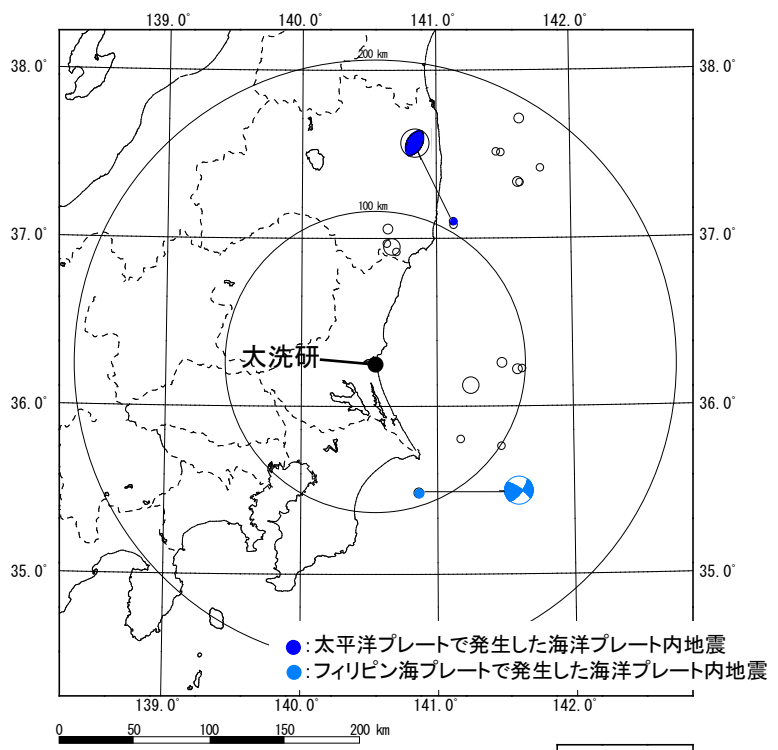 139.0° 140.0° 141.0° 142.0°
38.0° 38.0°
200 km
100 km
37.0° 37.0°
大洗研
36.0° 36.0°
35.0° 35.0°
●:太平洋プレートで発生した海洋プレート内地震
●:フィリピン海プレートで発生した海洋プレート内地震
139.0° 140.0° 141.0° 142.0°
0 50 100 150 200 km